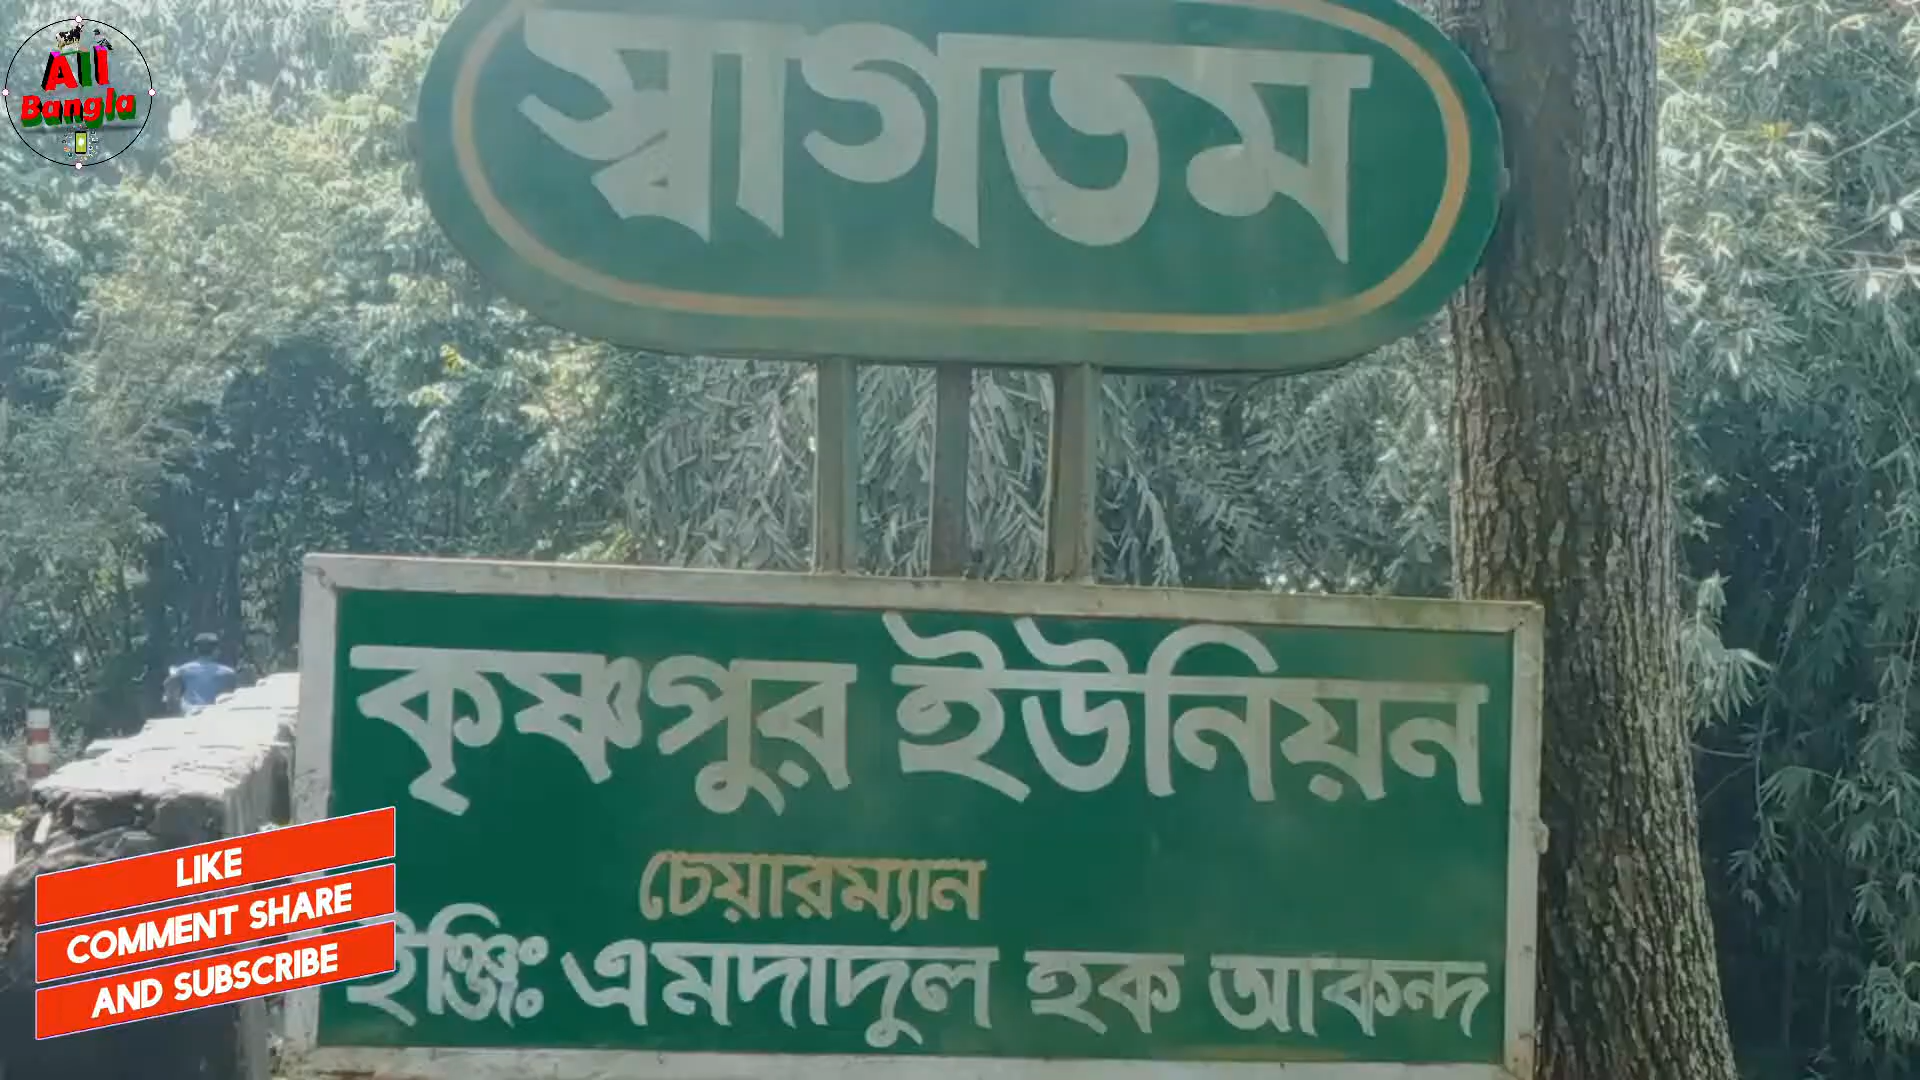 All
Bangla
স্বাগতম
কৃষ্ণপুর ইউনিয়ন
চেয়ারম্যান
ইঞ্জিঃ এমদাদুল হক আকন্দ
LIKE
COMMENT SHARE
AND SUBSCRIBE